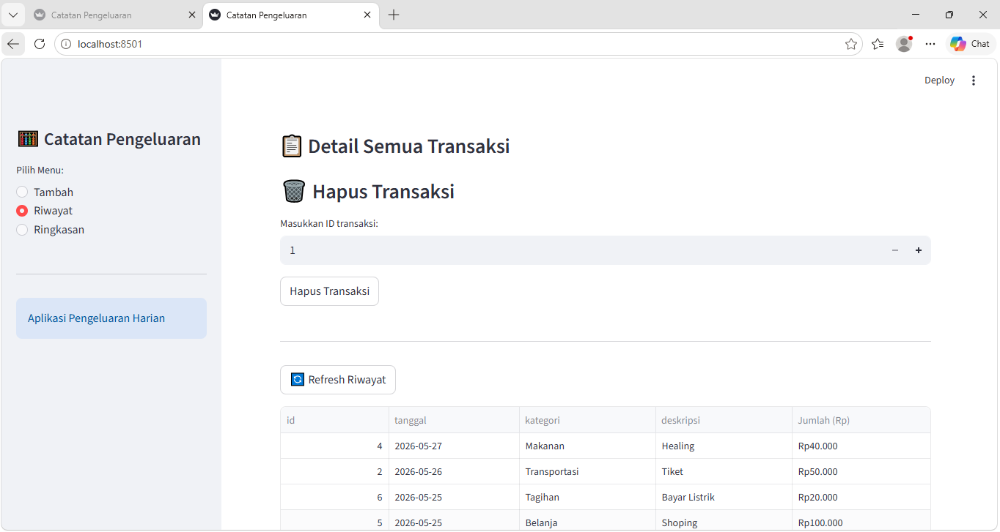 Catatan Pengeluaran
Catatan Pengeluaran
localhost:8501
Chat
Deploy
Catatan Pengeluaran
Pilih Menu:
Tambah
Riwayat
Ringkasan
Aplikasi Pengeluaran Harian
Detail Semua Transaksi
Hapus Transaksi
Masukkan ID transaksi:
1
Hapus Transaksi
Refresh Riwayat
id tanggal kategori deskripsi Jumlah (Rp)
4 2026-05-27 Makanan Healing Rp40.000
2 2026-05-26 Transportasi Tiket Rp50.000
6 2026-05-25 Tagihan Bayar Listrik Rp20.000
5 2026-05-25 Belanja Shoping Rp100.000